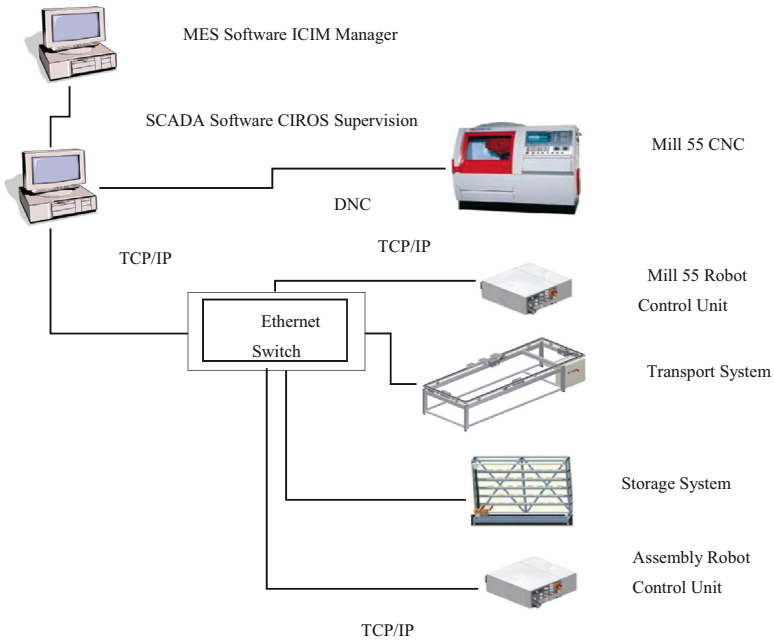 MES Software ICIM Manager
SCADA Software CIROS Supervision
Mill 55 CNC
DNC
TCP/IP
TCP/IP
Mill 55 Robot
Control Unit
Ethernet
Switch
Transport System
Storage System
Assembly Robot
Control Unit
TCP/IP